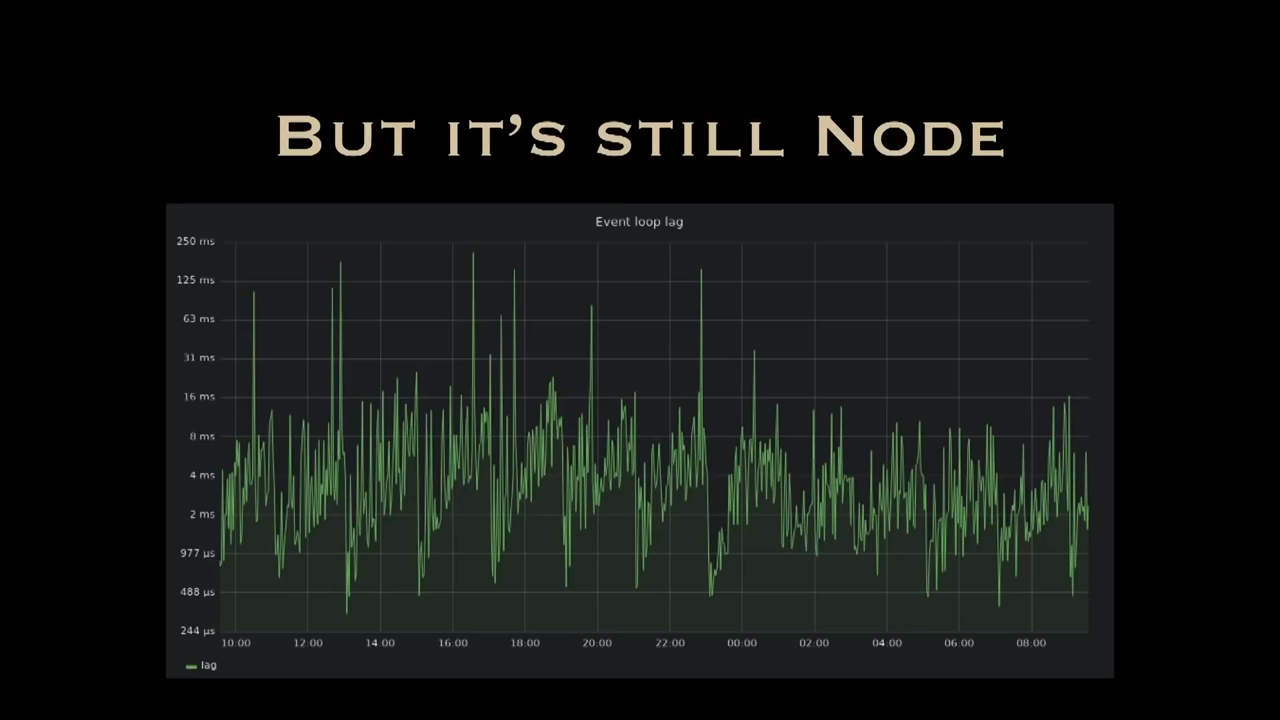 But it's still Node
Event loop lag
250 ms
125 ms
63 ms
31 ms
16 ms
8 ms
4 ms
2 ms
977 µs
488 µs
244 µs
10:00 12:00 14:00 16:00 18:00 20:00 22:00 00:00 02:00 04:00 06:00 08:00
lag